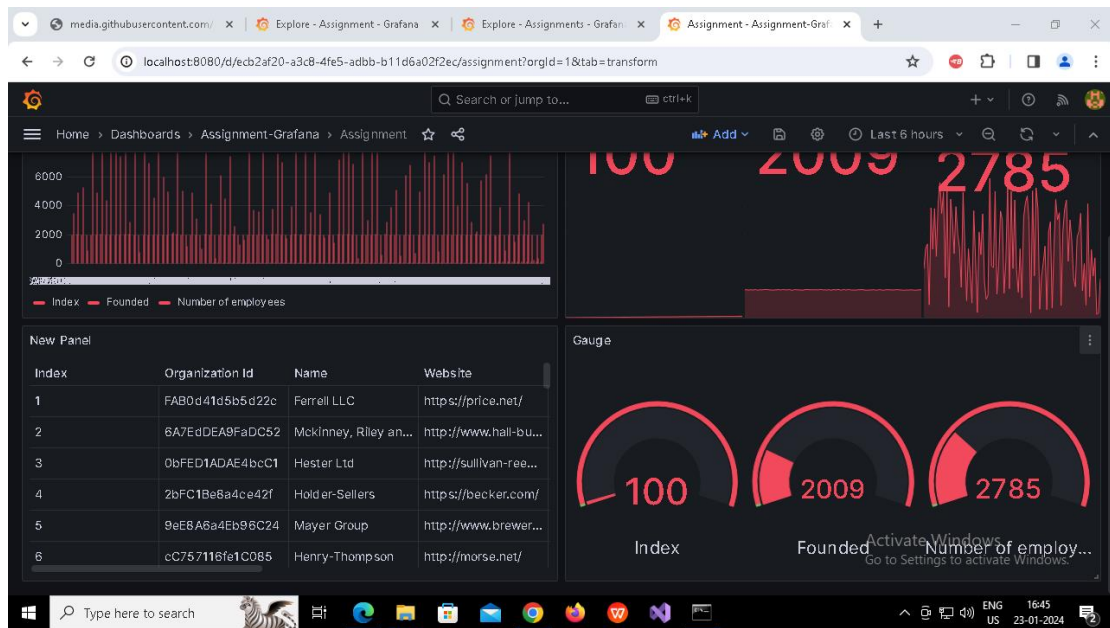 media.githubusercontent.com/
Explore - Assignment - Grafana
Explore - Assignments - Grafan
Assignment - Assignment-Graf
localhost:8080/d/ecb2af20-a3c8-4fe5-adbb-b11d6a02f2ec/assignment?orgId=1&tab=transform
Search or jump to... ctrl+k
Home > Dashboards > Assignment-Grafana > Assignment
Add
Last 6 hours
6000
4000
2000
0
Index Founded Number of employees
100 2009 2785
New Panel
Index Organization Id Name Website
1 FAB0d41d5b5d22c Ferrell LLC https://price.net/
2 6A7EdDEA9FaDC52 Mckinney, Riley an... http://www.hall-bu...
3 0bFED1ADAE4bcC1 Hester Ltd http://sullivan-ree...
4 2bFC1Be8a4ce42f Holder-Sellers https://becker.com/
5 9eE8A6a4Eb96C24 Mayer Group http://www.brewer...
6 cC757116fe1C085 Henry-Thompson http://morse.net/
Gauge
100 2009 2785
Index Founded Number of employ...
Activate Windows
Go to Settings to activate Windows.
Type here to search
ENG
US
16:45
23-01-2024
2